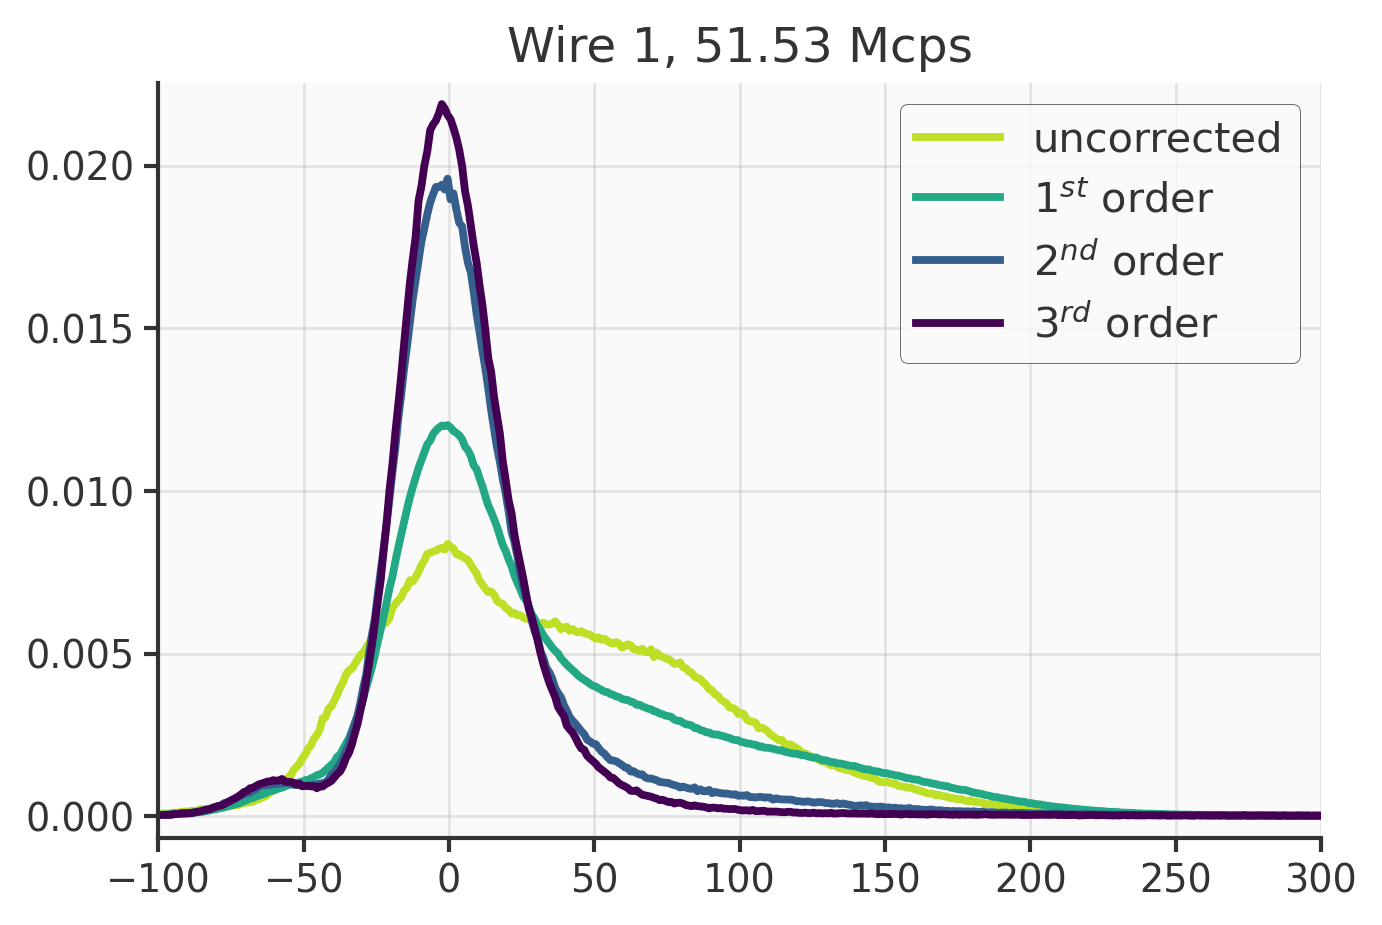 Wire 1, 51.53 Mcps
uncorrected
1st order
2nd order
3rd order
0.020
0.015
0.010
0.005
0.000
−100 −50 0 50 100 150 200 250 300